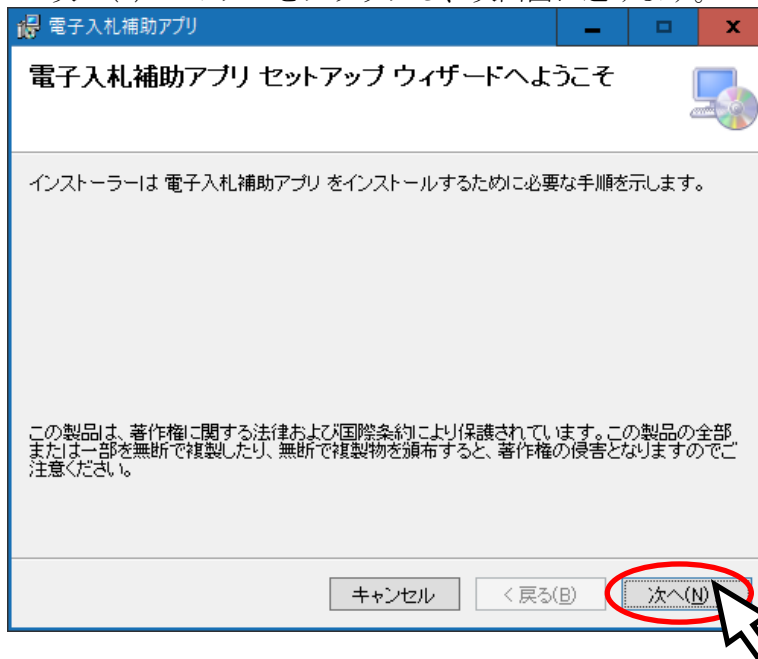 電子入札補助アプリ
電子入札補助アプリ セットアップ ウィザードへようこそ
インストーラーは 電子入札補助アプリ をインストールするために必要な手順を示します。
この製品は、著作権に関する法律および国際条約により保護されています。この製品の全部
または一部を無断で複製したり、無断で複製物を頒布すると、著作権の侵害となりますのでご
注意ください。
キャンセル
< 戻る(B)
次へ(N)